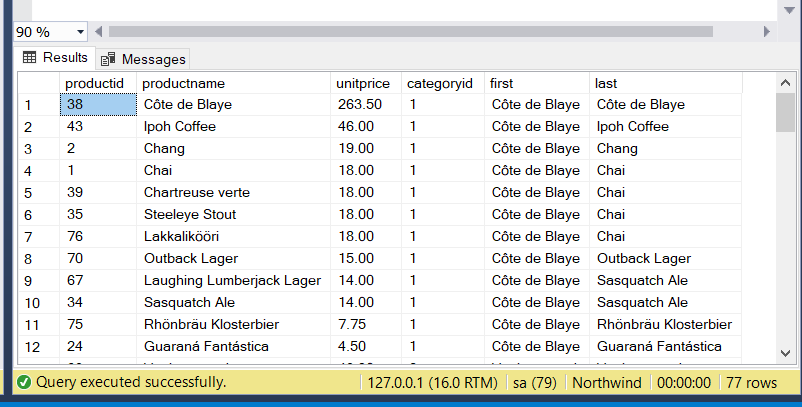 90 %
Results Messages
productid productname unitprice categoryid first last
1 38 Côte de Blaye 263.50 1 Côte de Blaye Côte de Blaye
2 43 Ipoh Coffee 46.00 1 Côte de Blaye Ipoh Coffee
3 2 Chang 19.00 1 Côte de Blaye Chang
4 1 Chai 18.00 1 Côte de Blaye Chai
5 39 Chartreuse verte 18.00 1 Côte de Blaye Chai
6 35 Steeleye Stout 18.00 1 Côte de Blaye Chai
7 76 Lakkalikööri 18.00 1 Côte de Blaye Chai
8 70 Outback Lager 15.00 1 Côte de Blaye Outback Lager
9 67 Laughing Lumberjack Lager 14.00 1 Côte de Blaye Sasquatch Ale
10 34 Sasquatch Ale 14.00 1 Côte de Blaye Sasquatch Ale
11 75 Rhönbräu Klosterbier 7.75 1 Côte de Blaye Rhönbräu Klosterbier
12 24 Guaraná Fantástica 4.50 1 Côte de Blaye Guaraná Fantástica
Query executed successfully. 127.0.0.1 (16.0 RTM) sa (79) Northwind 00:00:00 77 rows